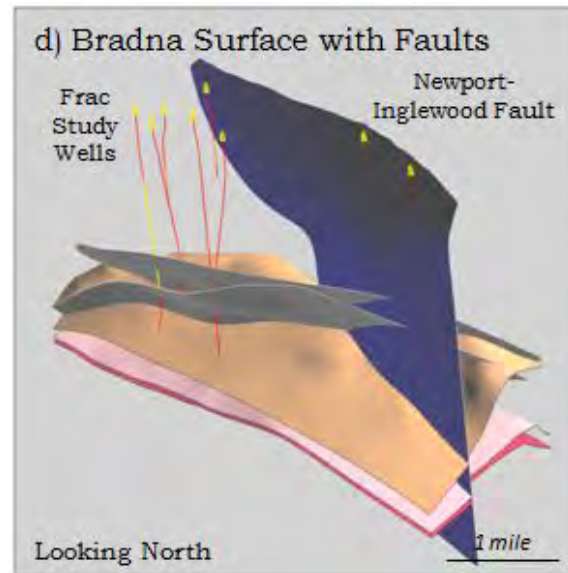 d) Bradna Surface with Faults
Frac
Study
Wells
Newport-
Inglewood Fault
Looking North
1 mile